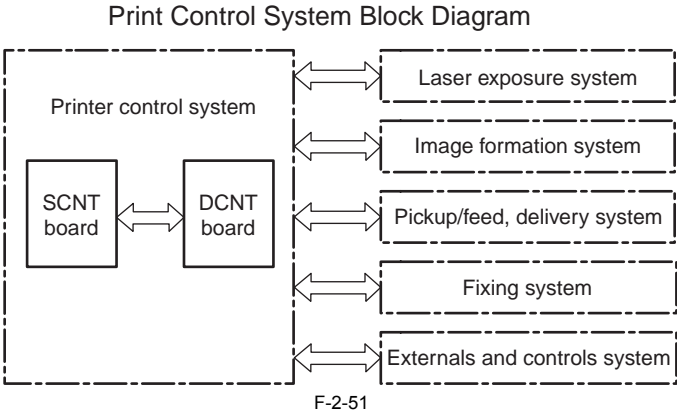 Print Control System Block Diagram
Printer control system
SCNT
board
DCNT
board
Laser exposure system
Image formation system
Pickup/feed, delivery system
Fixing system
Externals and controls system
F-2-51